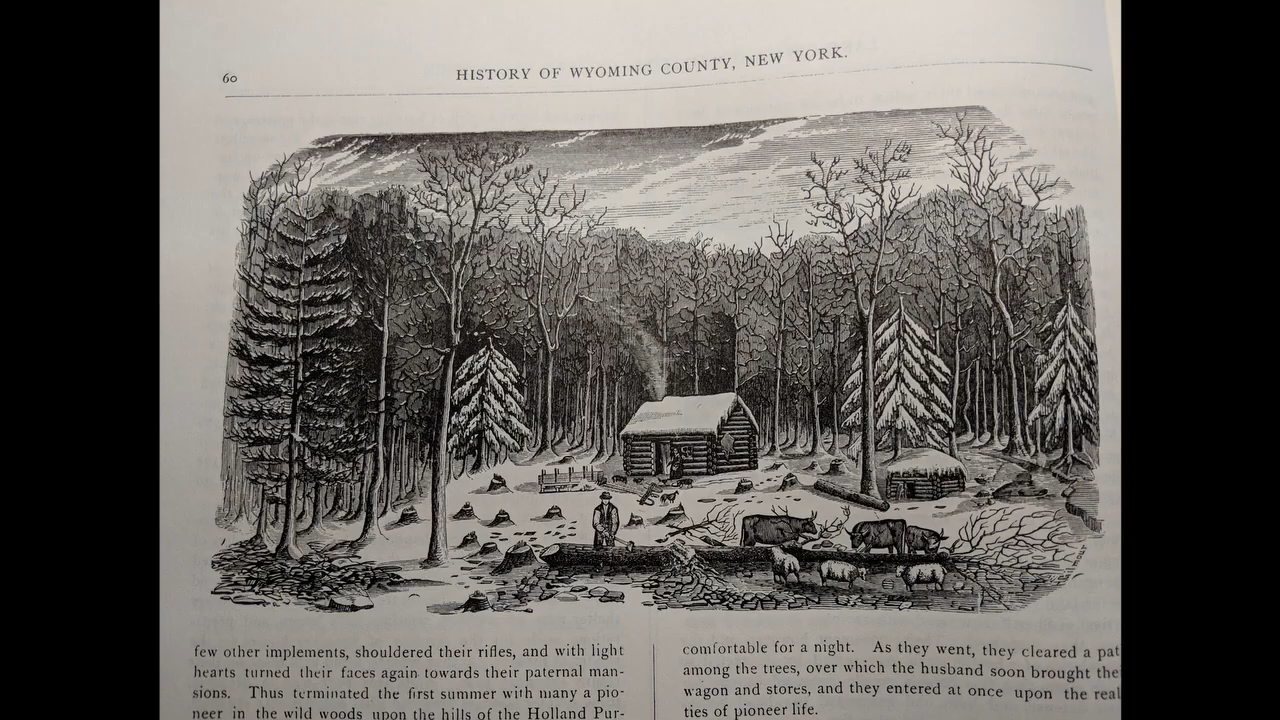 60
HISTORY OF WYOMING COUNTY, NEW YORK.
few other implements, shouldered their rifles, and with light
hearts turned their faces again towards their paternal man-
sions. Thus terminated the first summer with many a pio-
neer in the wild woods upon the hills of the Holland Pur-
comfortable for a night. As they went, they cleared a pat
among the trees, over which the husband soon brought the
wagon and stores, and they entered at once upon the real
ties of pioneer life.